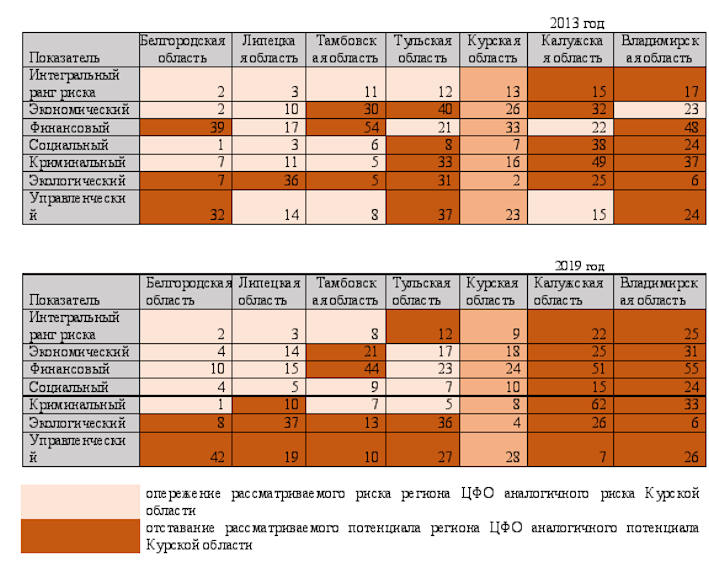 2013 год
Показатель Белгородская область Липецка я область Тамбовск ая область Тульская область Курская область Калужска я область Владимирск ая область
Интегральный ранг риска 2 3 11 12 13 15 17
Экономический 2 10 30 40 26 32 23
Финансовый 39 17 54 21 33 22 48
Социальный 1 3 6 8 7 38 24
Криминальный 7 11 5 33 16 49 37
Экологический 7 36 5 31 2 25 6
Управленчески й 32 14 8 37 23 15 24
2019 год
Показатель Белгородская область Липецкая область Тамбовск ая область Тульская область Курская область Калужская область Владимирск ая область
Интегральный ранг риска 2 3 8 12 9 22 25
Экономический 4 14 21 17 18 25 31
Финансовый 10 15 44 23 24 51 55
Социальный 4 5 9 7 10 15 24
Криминальный 1 10 7 5 8 62 33
Экологический 8 37 13 36 4 26 6
Управленчески й 42 19 10 27 28 7 26
опережение рассматриваемого риска региона ЦФО аналогичного риска Курской
области
отставание рассматриваемого потенциала региона ЦФО аналогичного потенциала
Курской области